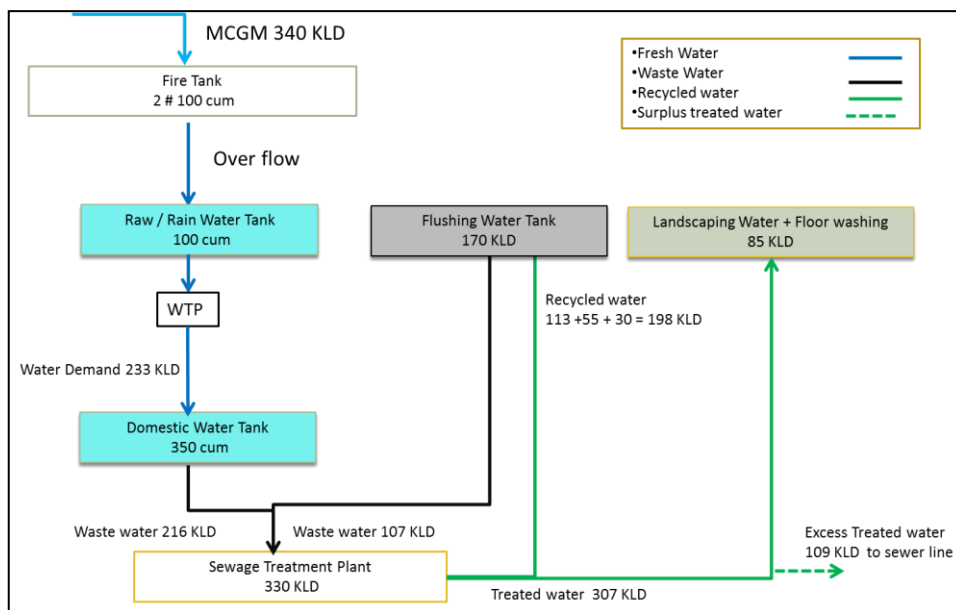 MCGM 340 KLD
•Fresh Water
•Waste Water
•Recycled water
•Surplus treated water
Fire Tank
2 # 100 cum
Over flow
Raw / Rain Water Tank
100 cum
Flushing Water Tank
170 KLD
Landscaping Water + Floor washing
85 KLD
WTP
Recycled water
113 +55 + 30 = 198 KLD
Water Demand 233 KLD
Domestic Water Tank
350 cum
Waste water 216 KLD
Waste water 107 KLD
Excess Treated water
109 KLD to sewer line
Sewage Treatment Plant
330 KLD
Treated water 307 KLD